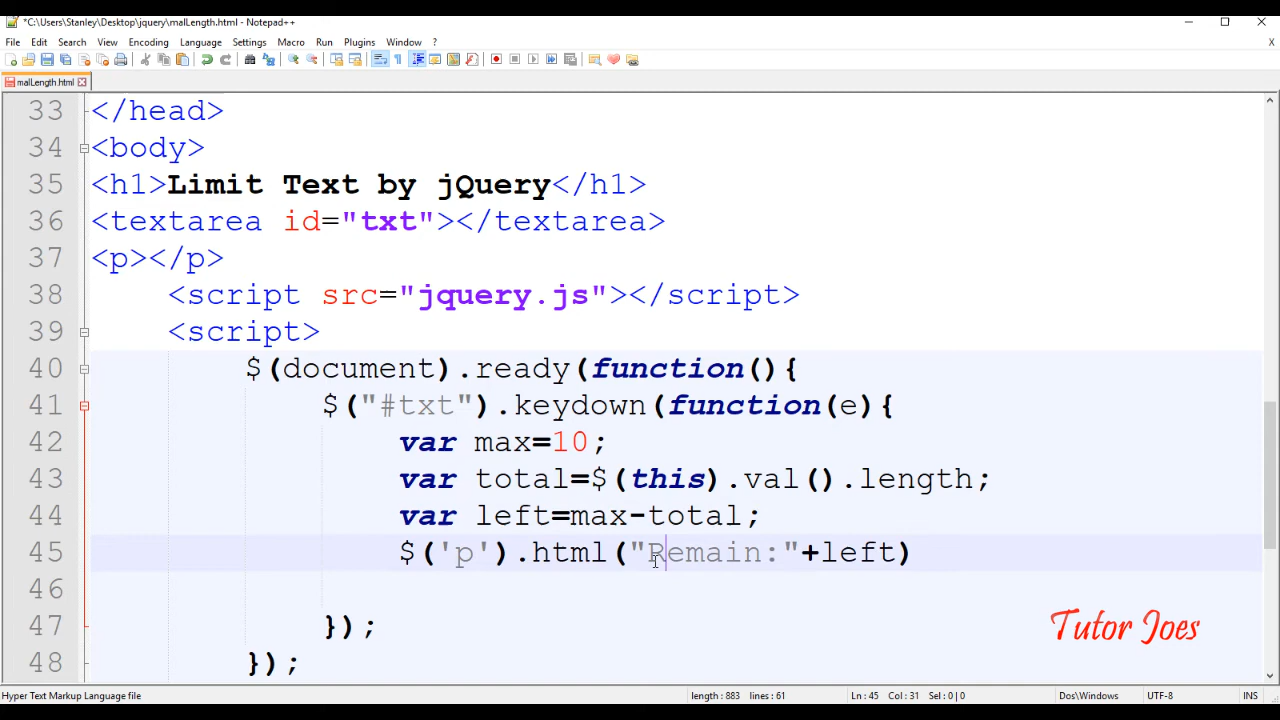 *C:\Users\Stanley\Desktop\jquery\malLength.html - Notepad++
File Edit Search View Encoding Language Settings Macro Run Plugins Window ? X
malLength.html
33 </head>
34 <body>
35 <h1>Limit Text by jQuery</h1>
36 <textarea id="txt"></textarea>
37 <p></p>
38 <script src="jquery.js"></script>
39 <script>
40 $(document).ready(function(){
41 $("#txt").keydown(function(e){
42 var max=10;
43 var total=$(this).val().length;
44 var left=max-total;
45 $('p').html("Remain:"+left)
46
47 });
48 });
Tutor Joes
Hyper Text Markup Language file length : 883 lines : 61 Ln : 45 Col : 31 Sel : 0 | 0 Dos\Windows UTF-8 INS